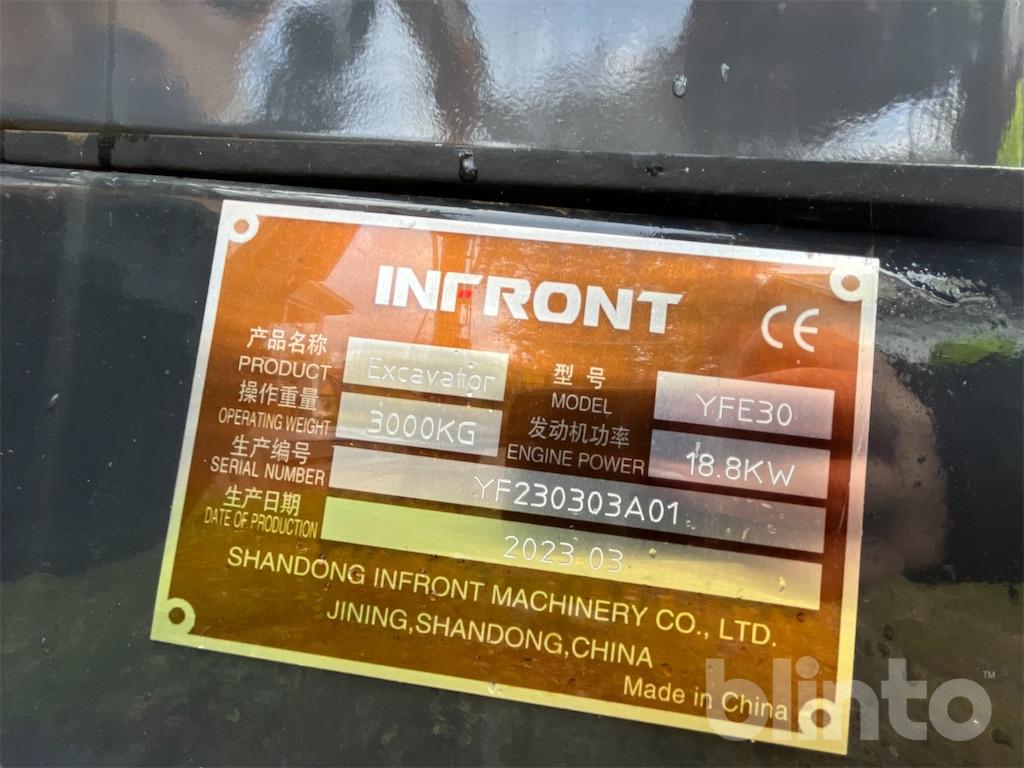 INFRONT
CE
产品名称 Excavator 型号 YFE30
PRODUCT MODEL
操作重量 3000KG 发动机功率 18.8KW
OPERATING WEIGHT ENGINE POWER
生产编号 YF230303A01
SERIAL NUMBER
生产日期 2023 03
DATE OF PRODUCTION
SHANDONG INFRONT MACHINERY CO., LTD.
JINING,SHANDONG,CHINA
Made in China
blinto™